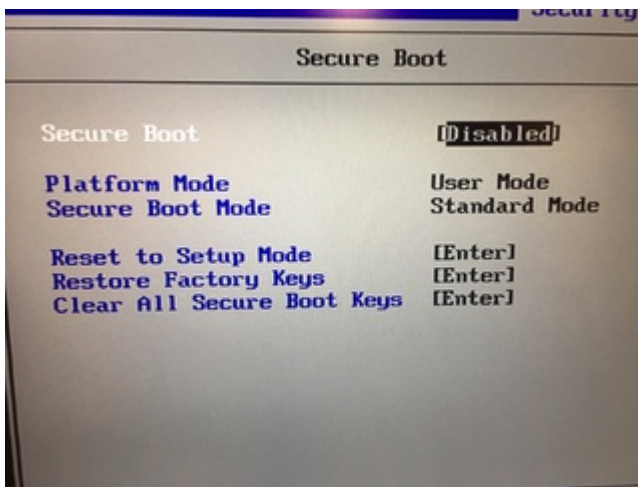 Security
Secure Boot
Secure Boot [Disabled]
Platform Mode User Mode
Secure Boot Mode Standard Mode
Reset to Setup Mode [Enter]
Restore Factory Keys [Enter]
Clear All Secure Boot Keys [Enter]